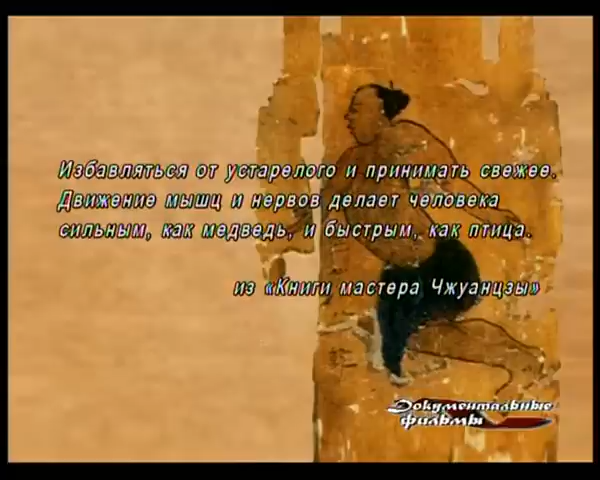 Избавляться от устарелого и принимать свежее.
Движение мышц и нервов делает человека
сильным, как медведь, и быстрым, как птица.
из «Книги мастера Чжуанцзы»
Документальные
фильмы